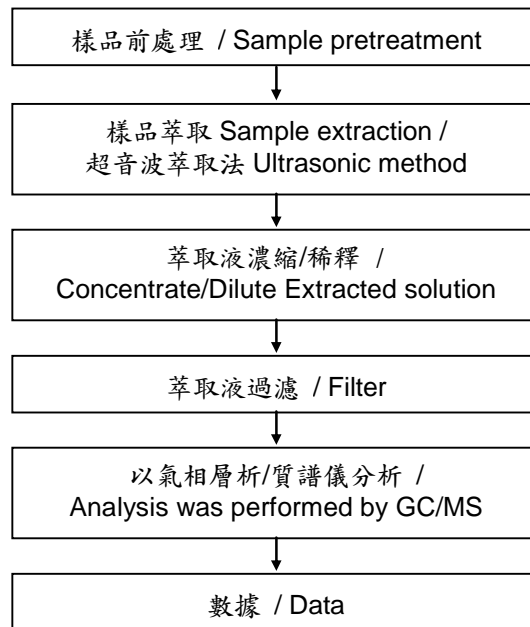 樣品前處理 / Sample pretreatment
樣品萃取 Sample extraction /
超音波萃取法 Ultrasonic method
萃取液濃縮/稀釋 /
Concentrate/Dilute Extracted solution
萃取液過濾 / Filter
以氣相層析/質譜儀分析 /
Analysis was performed by GC/MS
數據 / Data